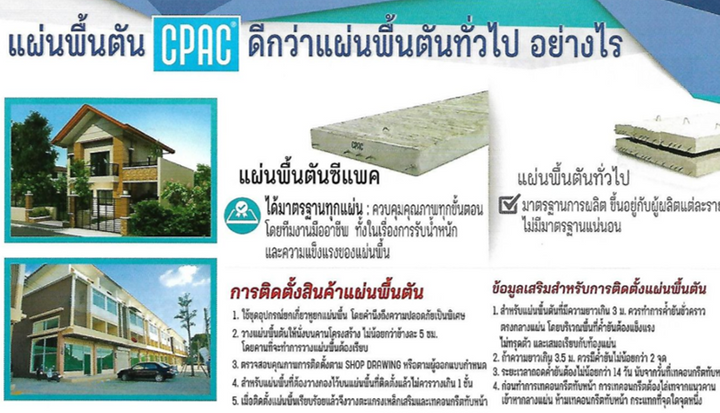 แผ่นพื้นตัน CPAC ดีกว่าแผ่นพื้นตันทั่วไป อย่างไร
CPAC
แผ่นพื้นตันซีแพค
ได้มาตรฐานทุกแผ่น : ควบคุมคุณภาพทุกขั้นตอน
โดยทีมงานมืออาชีพ ทั้งในเรื่องการรับน้ำหนัก
และความแข็งแรงของแผ่นพื้น
แผ่นพื้นตันทั่วไป
มาตรฐานการผลิต ขึ้นอยู่กับผู้ผลิตแต่ละราย
ไม่มีมาตรฐานแน่นอน
การติดตั้งสินค้าแผ่นพื้นตัน
1. ใช้ชุดอุปกรณ์ยกเกี่ยวหูยกแผ่นพื้น โดยคำนึงถึงความปลอดภัยเป็นพิเศษ
2. วางแผ่นพื้นให้นั่งบนคานโครงสร้าง ไม่น้อยกว่าข้างละ 5 ซม.
โดยคานที่จะทำการวางแผ่นพื้นต้องเรียบ
3. ตรวจสอบคุณภาพการติดตั้งตาม SHOP DRAWING หรือตามผู้ออกแบบกำหนด
4. สำหรับแผ่นพื้นที่ต้องวางกองไว้บนแผ่นพื้นที่ติดตั้งแล้วไม่ควรวางเกิน 1 ชั้น
5. เมื่อติดตั้งแผ่นพื้นเรียบร้อยแล้วจึงวางตะแกรงเหล็กเสริมและเทคอนกรีตทับหน้า
ข้อมูลเสริมสำหรับการติดตั้งแผ่นพื้นตัน
1. สำหรับแผ่นพื้นที่มีความยาวเกิน 3 ม. ควรทำการค้ำยันชั่วคราว
ตรงกลางแผ่น โดยบริเวณพื้นที่ค้ำยันต้องแข็งแรง
ไม่ทรุดตัว และเสมอเรียบกับท้องแผ่น
2. ถ้าความยาวเกิน 3.5 ม. ควรมีค้ำยันไม่น้อยกว่า 2 จุด
3. ระยะเวลาถอดค้ำยันต้องไม่น้อยกว่า 14 วัน นับจากวันที่เทคอนกรีตทับหน้า
4. ก่อนทำการเทคอนกรีตทับหน้า การเทคอนกรีตต้องไล่เทจากแนวคาน
เข้าหากลางแผ่น ห้ามเทคอนกรีตทับหน้า กระแทกที่จุดใดจุดหนึ่ง